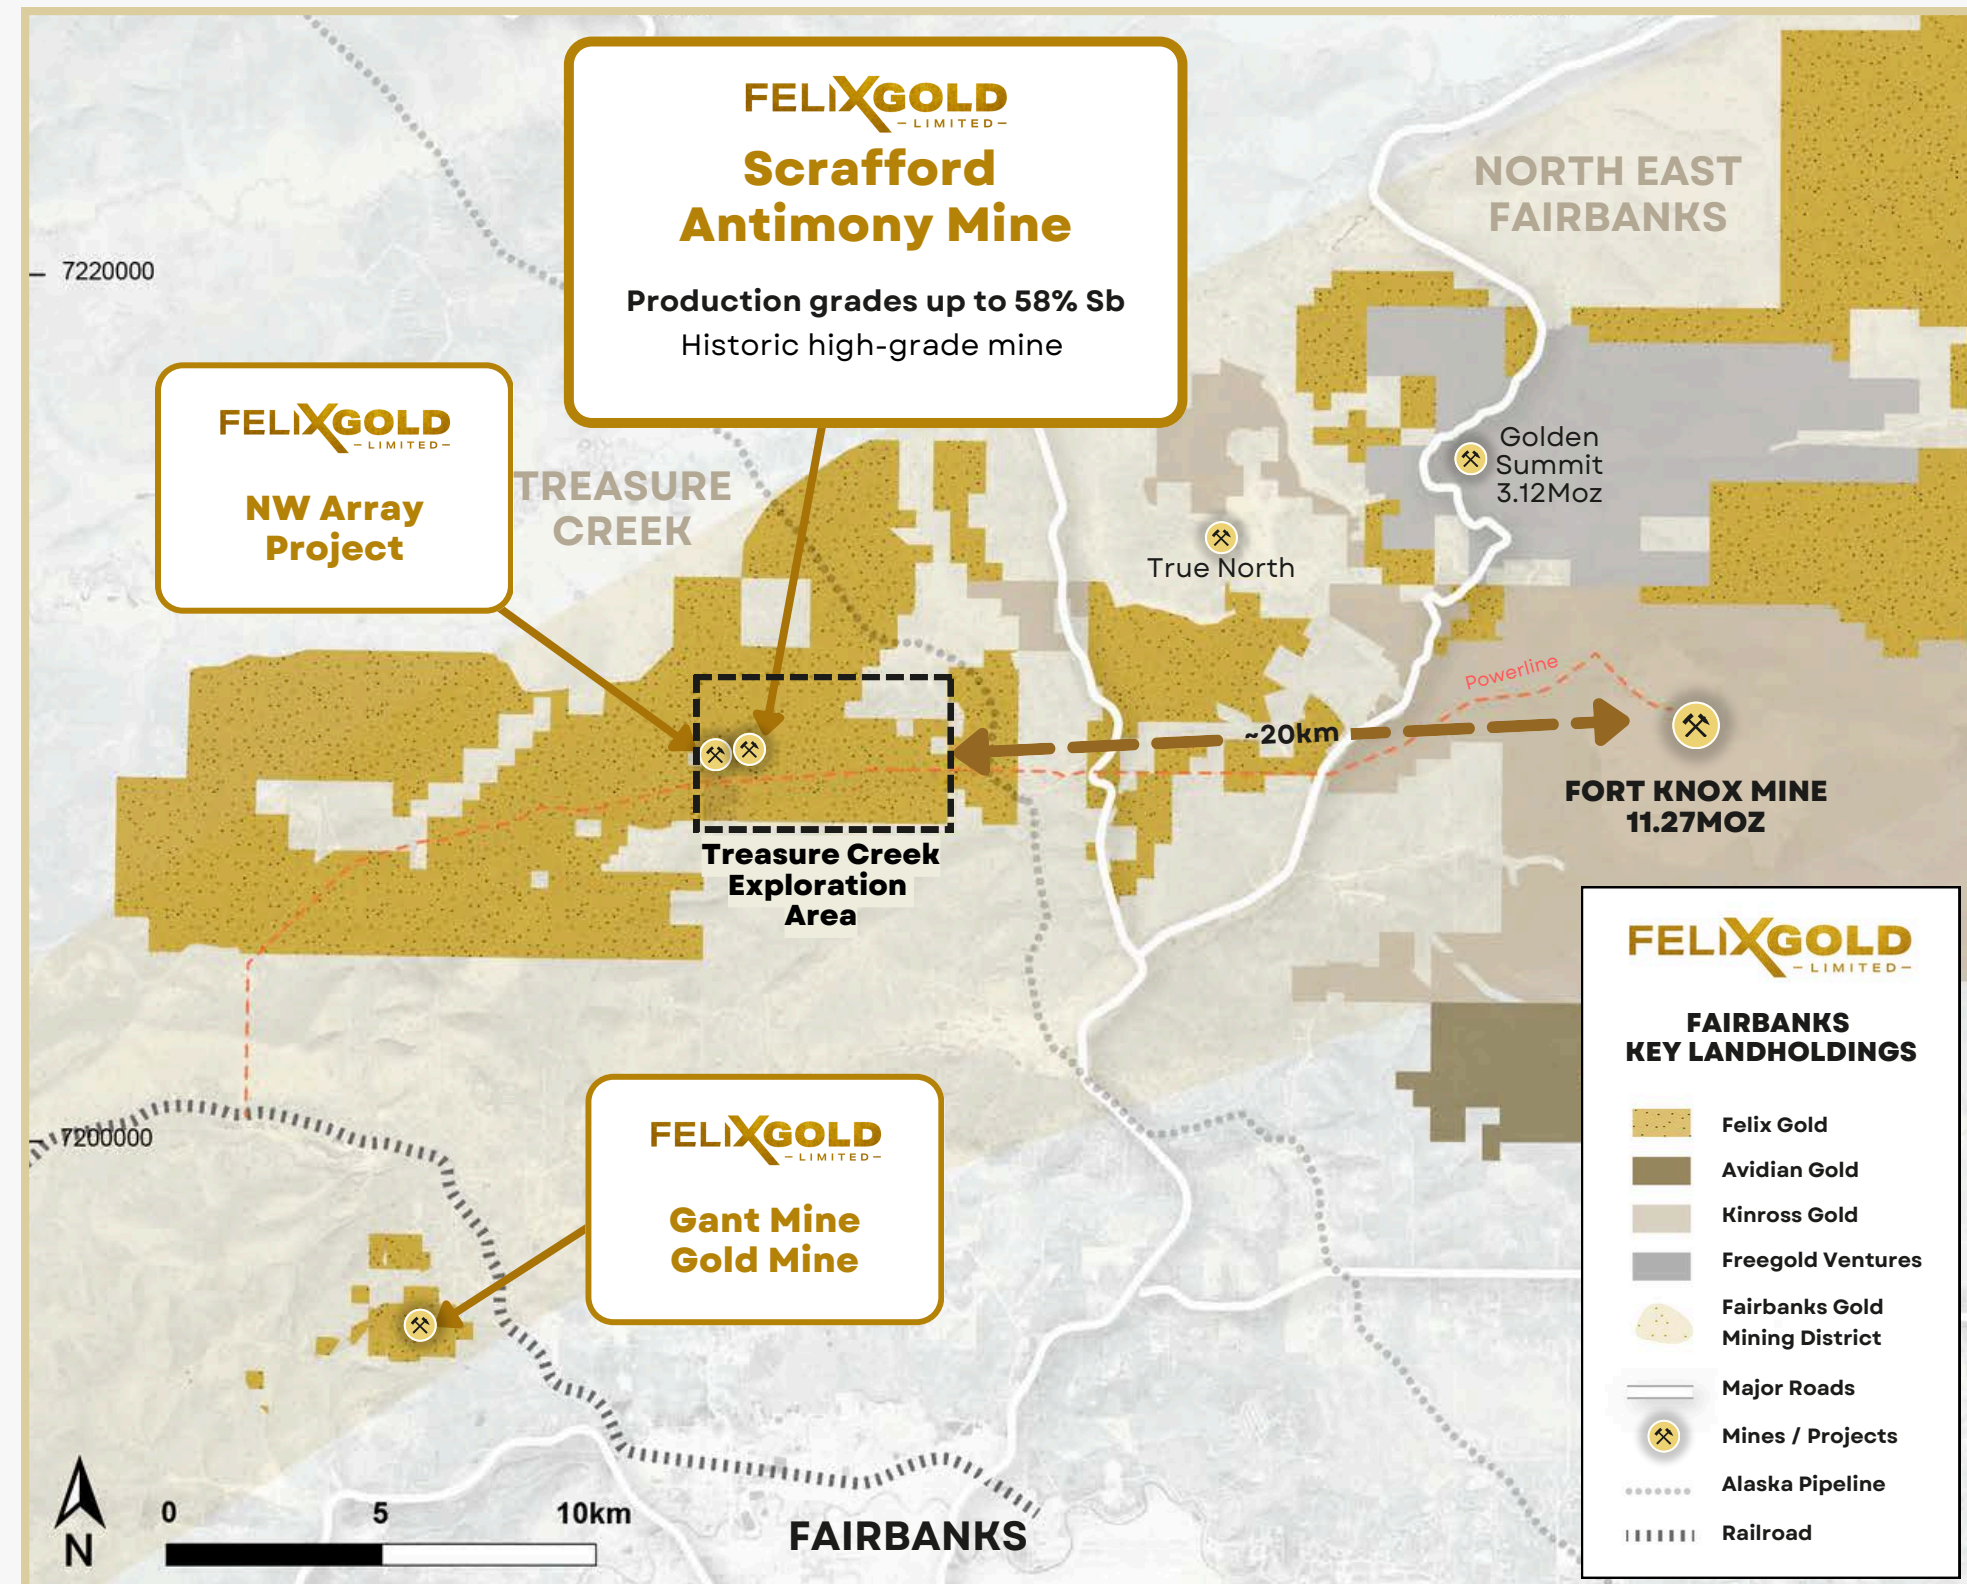 FELIXGOLD
LIMITED
Scrafford
Antimony Mine
Production grades up to 58% Sb
Historic high-grade mine
NORTH EAST
FAIRBANKS
7220000
FELIXGOLD
LIMITED
NW Array
Project
TREASURE
CREEK
Golden
Summit
3.12Moz
True North
Powerline
~20km
FORT KNOX MINE
11.27MOZ
Treasure Creek
Exploration
Area
FELIXGOLD
LIMITED
Gant Mine
Gold Mine
7200000
FELIXGOLD
LIMITED
FAIRBANKS
KEY LANDHOLDINGS
Felix Gold
Avidian Gold
Kinross Gold
Freegold Ventures
Fairbanks Gold
Mining District
Major Roads
Mines / Projects
Alaska Pipeline
Railroad
N
0 5 10km
FAIRBANKS